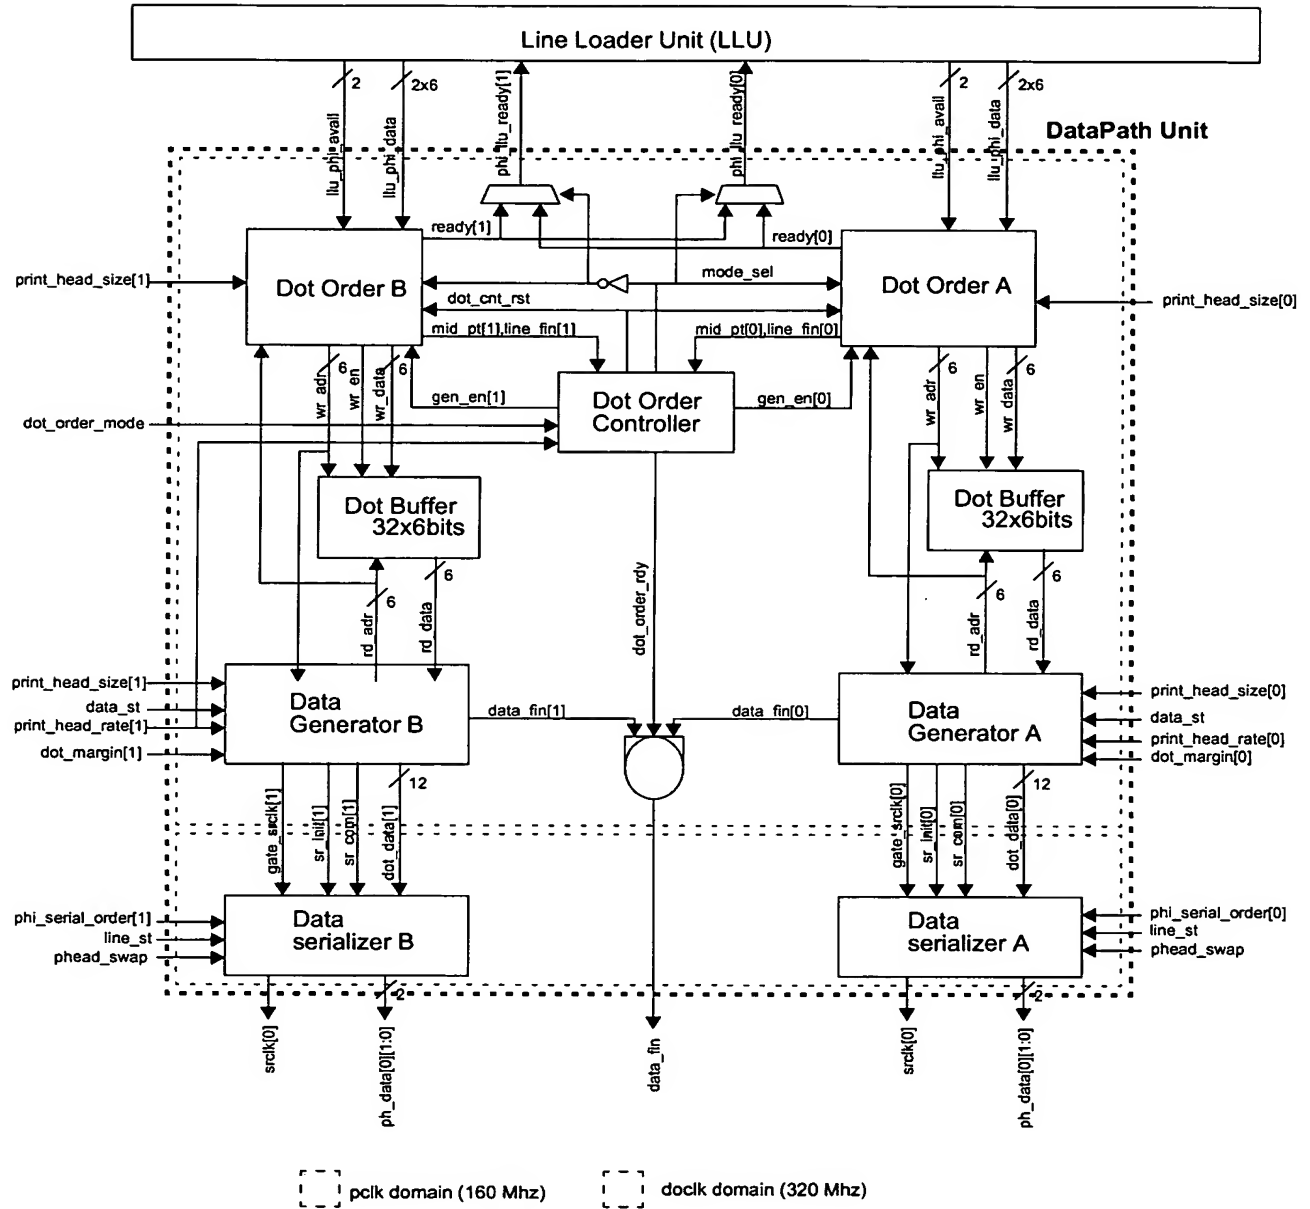 Line Loader Unit (LLU)
2
2x6
phi_llu_ready[1]
phi_llu_ready[0]
2
2x6
llu_phi_avail
llu_phi_data
llu_phi_avail
llu_phi_data
DataPath Unit
ready[1]
ready[0]
print_head_size[1]
Dot Order B
mode_sel
Dot Order A
dot_cnt_rst
print_head_size[0]
mid_pt[1],line_fin[1]
mid_pt[0],line_fin[0]
6
6
6
6
wr_adr
wr_en
wr_data
wr_adr
wr_en
wr_data
gen_en[1]
Dot Order
Controller
gen_en[0]
dot_order_mode
Dot Buffer
32x6bits
Dot Buffer
32x6bits
6
6
6
6
rd_adr
rd_data
dot_order_rdy
rd_adr
rd_data
print_head_size[1]
data_st
print_head_rate[1]
dot_margin[1]
Data
Generator B
data_fin[1]
data_fin[0]
Data
Generator A
print_head_size[0]
data_st
print_head_rate[0]
dot_margin[0]
12
12
gate_srclk[1]
sr_init[1]
sr_com[1]
dot_data[1]
gate_srclk[0]
sr_init[0]
sr_com[0]
dot_data[0]
phi_serial_order[1]
line_st
phead_swap
Data
serializer B
Data
serializer A
phi_serial_order[0]
line_st
phead_swap
2
2
srclk[0]
ph_data[0][1:0]
data_fin
srclk[0]
ph_data[0][1:0]
pclk domain (160 Mhz)
doclk domain (320 Mhz)